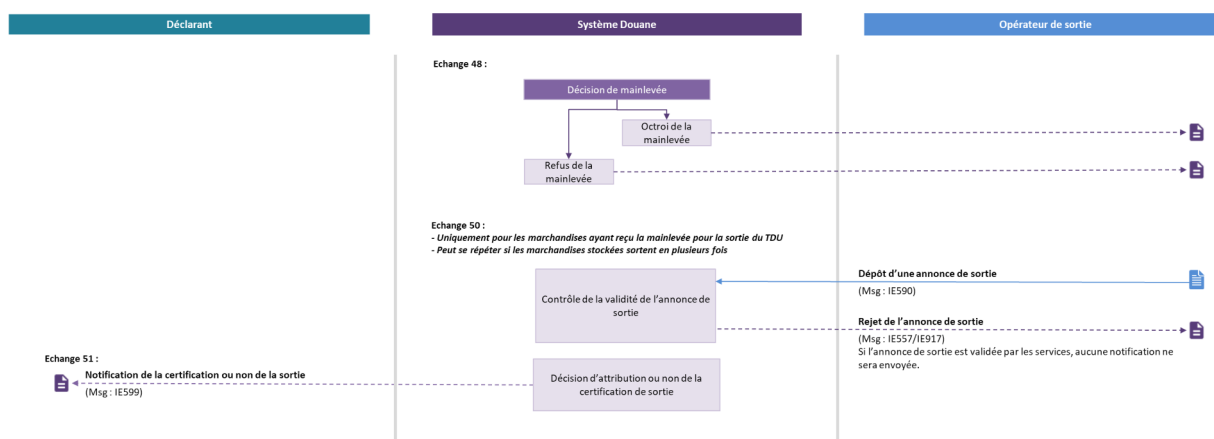 Déclarant
Système Douane
Opérateur de sortie
Echange 48 :
Décision de mainlevée
Octroi de la
mainlevée
Refus de la
mainlevée
Echange 50 :
- Uniquement pour les marchandises ayant reçu la mainlevée pour la sortie du TDU
- Peut se répéter si les marchandises stockées sortent en plusieurs fois
Dépôt d’une annonce de sortie
(Msg : IE590)
Contrôle de la validité de l’annonce de
sortie
Rejet de l’annonce de sortie
(Msg : IE557/IE917)
Si l’annonce de sortie est validée par les services, aucune notification ne
sera envoyée.
Echange 51 :
Notification de la certification ou non de la sortie
(Msg : IE599)
Décision d’attribution ou non de la
certification de sortie